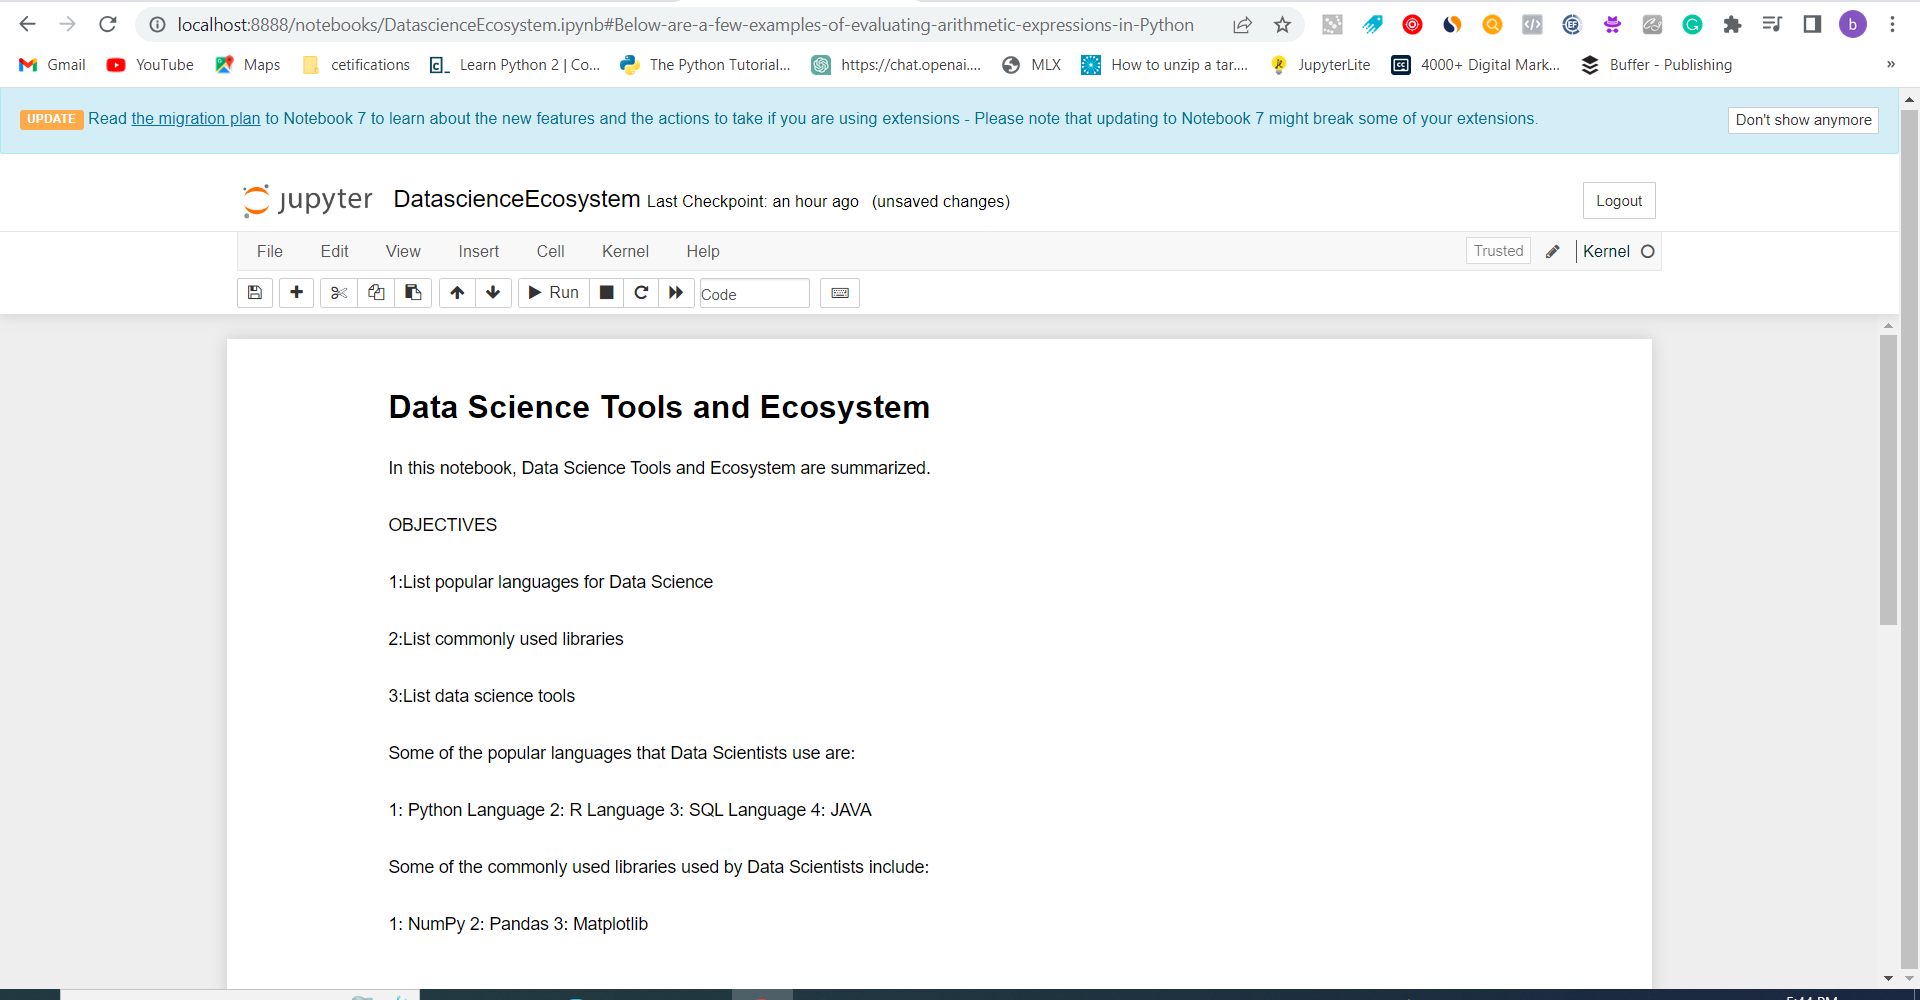 localhost:8888/notebooks/DatascienceEcosystem.ipynb#Below-are-a-few-examples-of-evaluating-arithmetic-expressions-in-Python
b
Gmail YouTube Maps cetifications Learn Python 2 | Co... The Python Tutorial... https://chat.openai.... MLX How to unzip a tar.... JupyterLite 4000+ Digital Mark... Buffer - Publishing »
UPDATE Read the migration plan to Notebook 7 to learn about the new features and the actions to take if you are using extensions - Please note that updating to Notebook 7 might break some of your extensions. Don't show anymore
jupyter DatascienceEcosystem Last Checkpoint: an hour ago (unsaved changes) Logout
File Edit View Insert Cell Kernel Help Trusted Kernel
Run Code
Data Science Tools and Ecosystem
In this notebook, Data Science Tools and Ecosystem are summarized.
OBJECTIVES
1:List popular languages for Data Science
2:List commonly used libraries
3:List data science tools
Some of the popular languages that Data Scientists use are:
1: Python Language 2: R Language 3: SQL Language 4: JAVA
Some of the commonly used libraries used by Data Scientists include:
1: NumPy 2: Pandas 3: Matplotlib